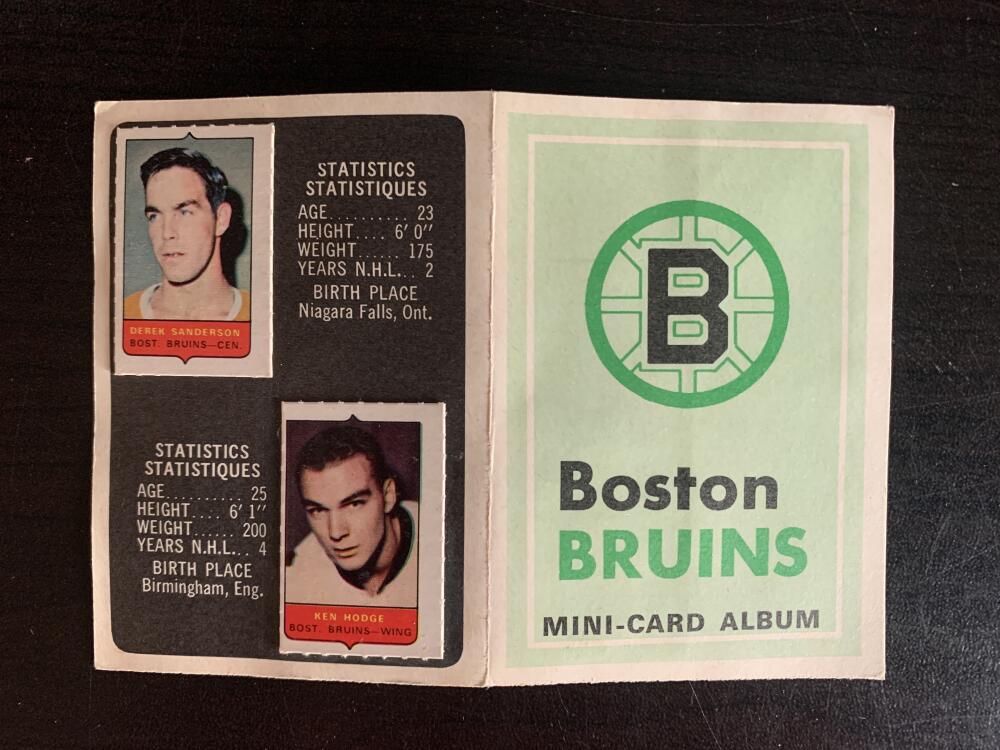 DEREK SANDERSON
BOST. BRUINS—CEN.
STATISTICS
STATISTIQUES
AGE.......... 23
HEIGHT.... 6' 0"
WEIGHT...... 175
YEARS N.H.L... 2
BIRTH PLACE
Niagara Falls, Ont.
STATISTICS
STATISTIQUES
AGE.......... 25
HEIGHT.... 6' 1"
WEIGHT...... 200
YEARS N.H.L... 4
BIRTH PLACE
Birmingham, Eng.
KEN HODGE
BOST. BRUINS—WING
B
Boston
BRUINS
MINI-CARD ALBUM